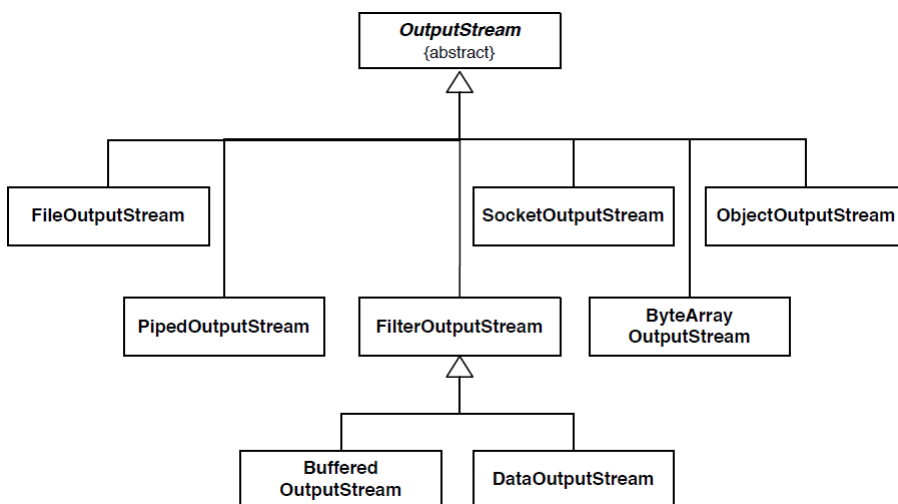 OutputStream
{abstract}
FileOutputStream
SocketOutputStream
ObjectOutputStream
PipedOutputStream
FilterOutputStream
ByteArray
OutputStream
Buffered
OutputStream
DataOutputStream